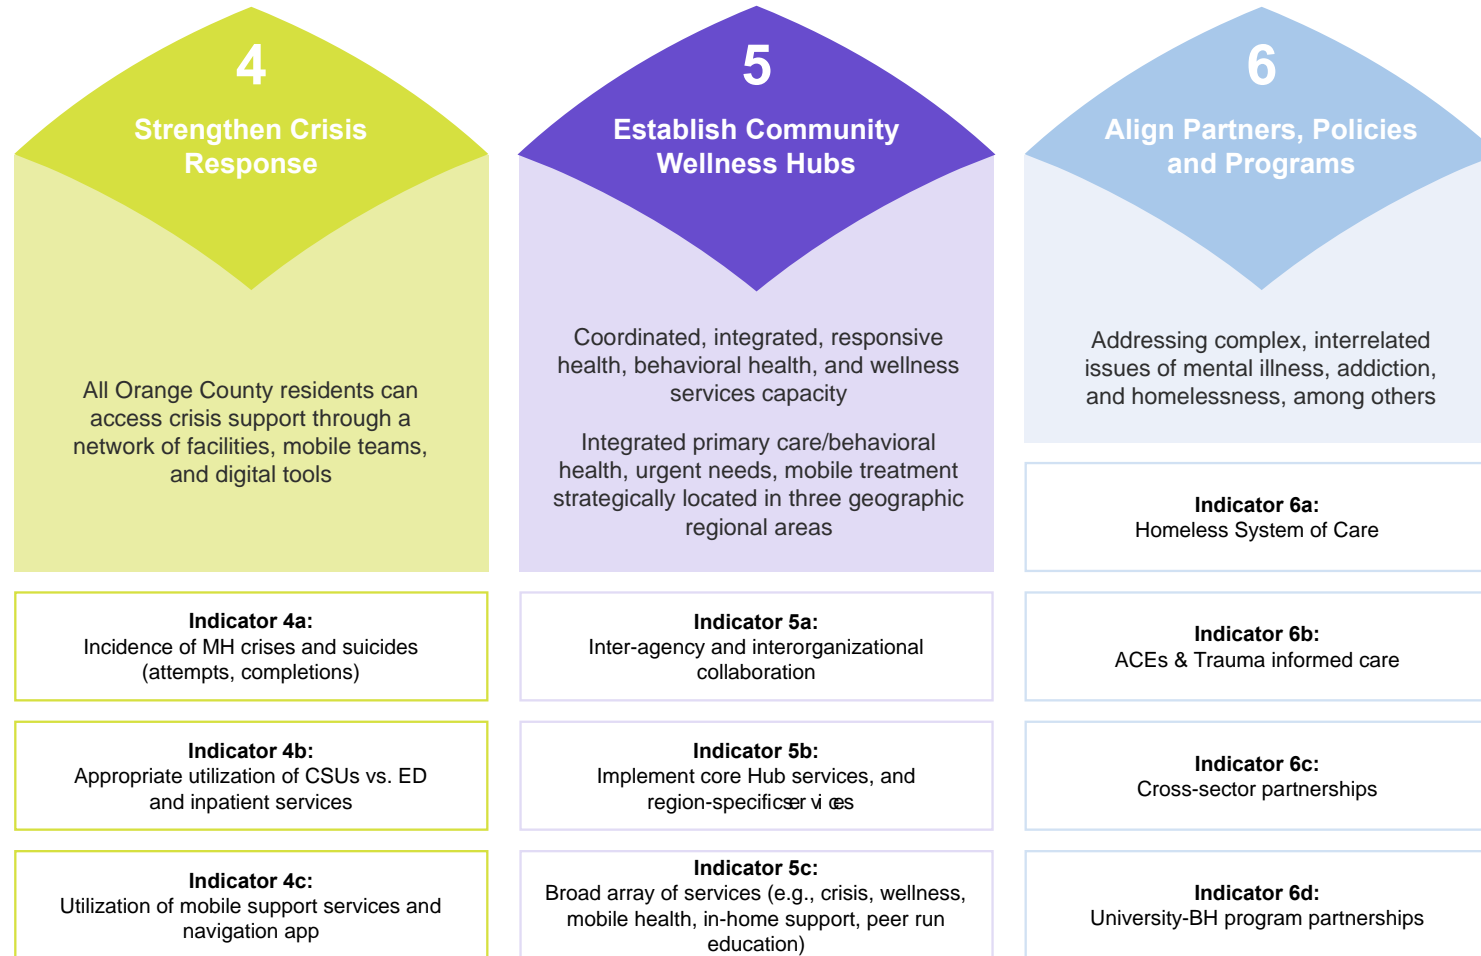 4
Strengthen Crisis
Response
All Orange County residents can
access crisis support through a
network of facilities, mobile teams,
and digital tools
Indicator 4a:
Incidence of MH crises and suicides
(attempts, completions)
Indicator 4b:
Appropriate utilization of CSUs vs. ED
and inpatient services
Indicator 4c:
Utilization of mobile support services and
navigation app
5
Establish Community
Wellness Hubs
Coordinated, integrated, responsive
health, behavioral health, and wellness
services capacity
Integrated primary care/behavioral
health, urgent needs, mobile treatment
strategically located in three geographic
regional areas
Indicator 5a:
Inter-agency and interorganizational
collaboration
Indicator 5b:
Implement core Hub services, and
region-specific services
Indicator 5c:
Broad array of services (e.g., crisis, wellness,
mobile health, in-home support, peer run
education)
6
Align Partners, Policies
and Programs
Addressing complex, interrelated
issues of mental illness, addiction,
and homelessness, among others
Indicator 6a:
Homeless System of Care
Indicator 6b:
ACEs & Trauma informed care
Indicator 6c:
Cross-sector partnerships
Indicator 6d:
University-BH program partnerships